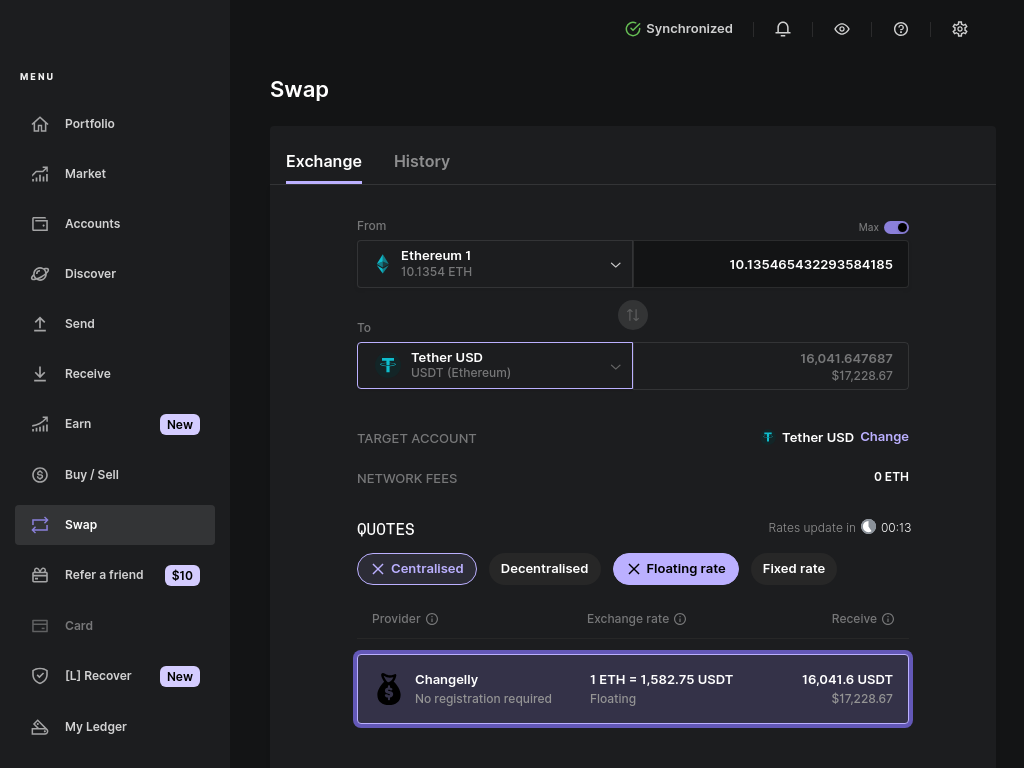 Synchronized
MENU
Portfolio
Market
Accounts
Discover
Send
Receive
Earn New
Buy / Sell
Swap
Refer a friend $10
Card
[L] Recover New
My Ledger
Swap
Exchange History
From Max
Ethereum 1
10.1354 ETH
10.135465432293584185
To
Tether USD
USDT (Ethereum)
16,041.647687
$17,228.67
TARGET ACCOUNT Tether USD Change
NETWORK FEES 0 ETH
QUOTES Rates update in 00:13
Centralised Decentralised Floating rate Fixed rate
Provider Exchange rate Receive
Changelly 1 ETH = 1,582.75 USDT 16,041.6 USDT
No registration required Floating $17,228.67